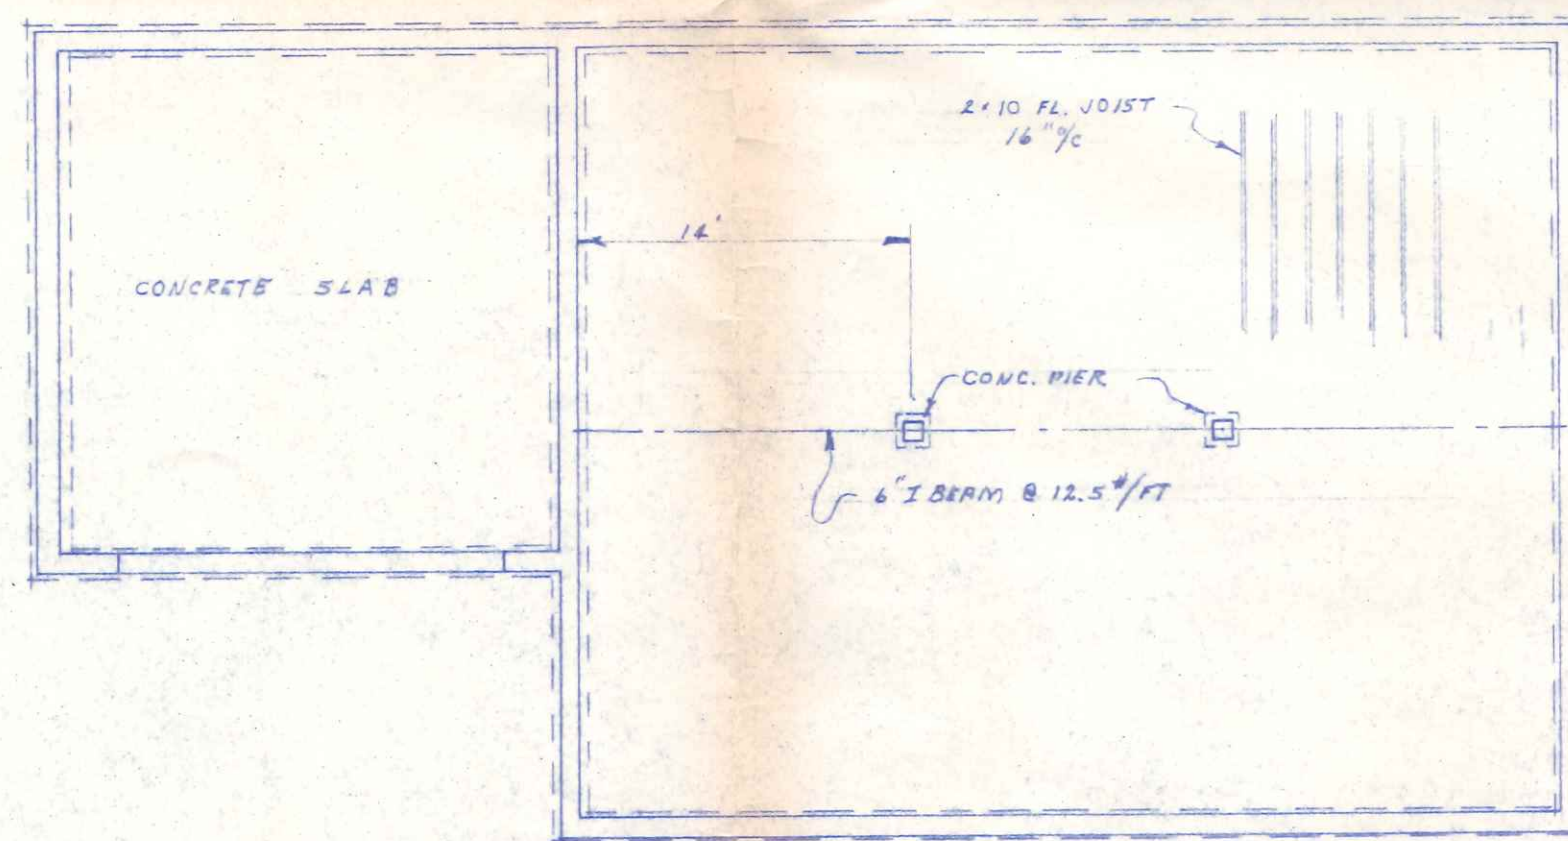 2×10 FL. JOIST
16" O/C
14'
CONCRETE SLAB
CONC. PIER
6" I BEAM @ 12.5#/FT